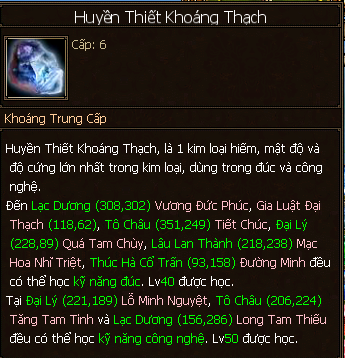 Huyền Thiết Khoáng Thạch
Cấp: 6
Khoáng Trung Cấp
Huyền Thiết Khoáng Thạch, là 1 kim loại hiếm, mật độ và
độ cứng lớn nhất trong kim loại, dùng trong đúc và công
nghệ.
Đến Lạc Dương (308,302) Vương Đức Phúc, Gia Luật Đại
Thạch (118,62), Tô Châu (351,249) Tiết Chúc, Đại Lý
(228,89) Quá Tam Chùy, Lâu Lan Thành (218,238) Mạc
Hoa Nhí Triệt, Thúc Hà Cổ Trấn (93,158) Đường Minh đều
có thể học kỹ năng đúc. Lv40 được học.
Tại Đại Lý (221,189) Lỗ Minh Nguyệt, Tô Châu (206,224)
Tăng Tam Tinh và Lạc Dương (156,286) Long Tam Thiếu
đều có thể học kỹ năng công nghệ. Lv50 được học.